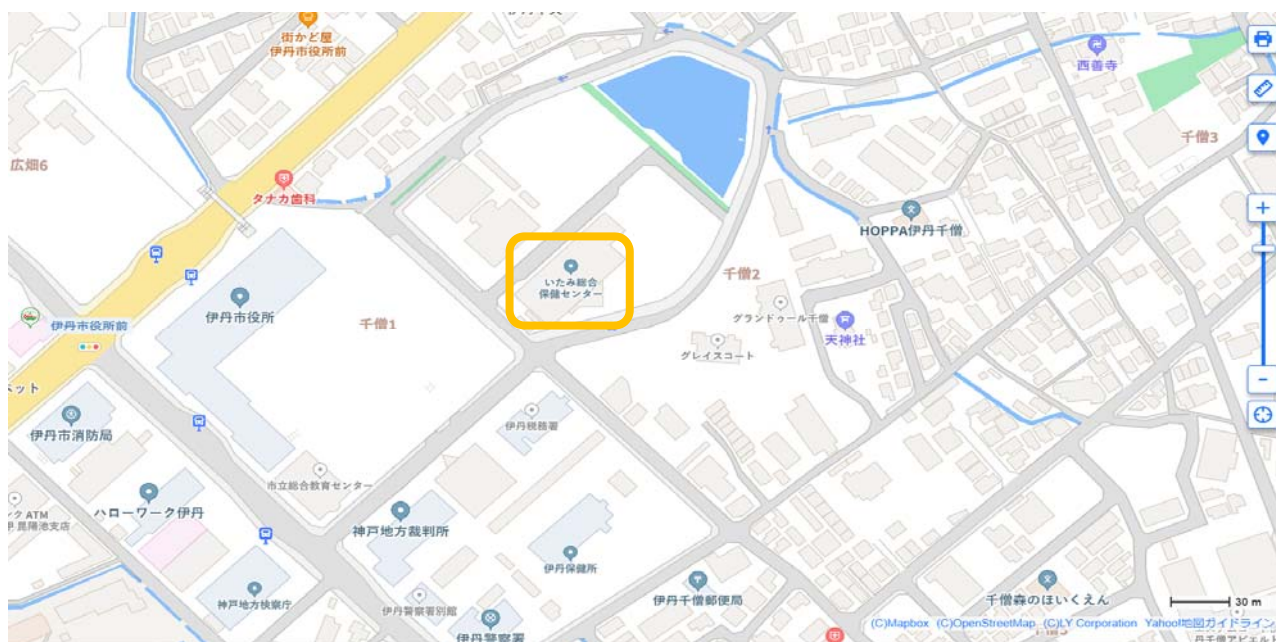 街かど屋
伊丹市役所前
西善寺
広畑6
千僧3
タナカ歯科
HOPPA伊丹千僧
いたみ総合
保健センター
千僧2
伊丹市役所
千僧1
グランドゥール千僧
天神社
伊丹市役所前
グレイスコート
伊丹市消防局
伊丹税務署
市立総合教育センター
ハローワーク伊丹
ATM
昆陽池支店
神戸地方裁判所
伊丹保健所
神戸地方検察庁
伊丹警察署別館
伊丹千僧郵便局
千僧森のほいくえん
伊丹警察署
30 m
(C)Mapbox (C)OpenStreetMap (C)LY Corporation Yahoo!地図ガイドライン